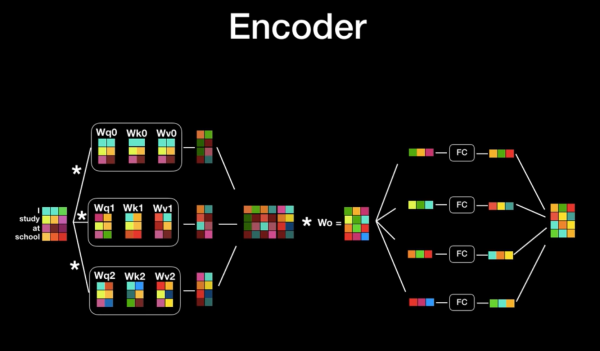 Encoder
Wq0 Wk0 Wv0
*
I
study
at
school
*
Wq1 Wk1 Wv1
*
Wq2 Wk2 Wv2
* Wo =
FC
FC
FC
FC